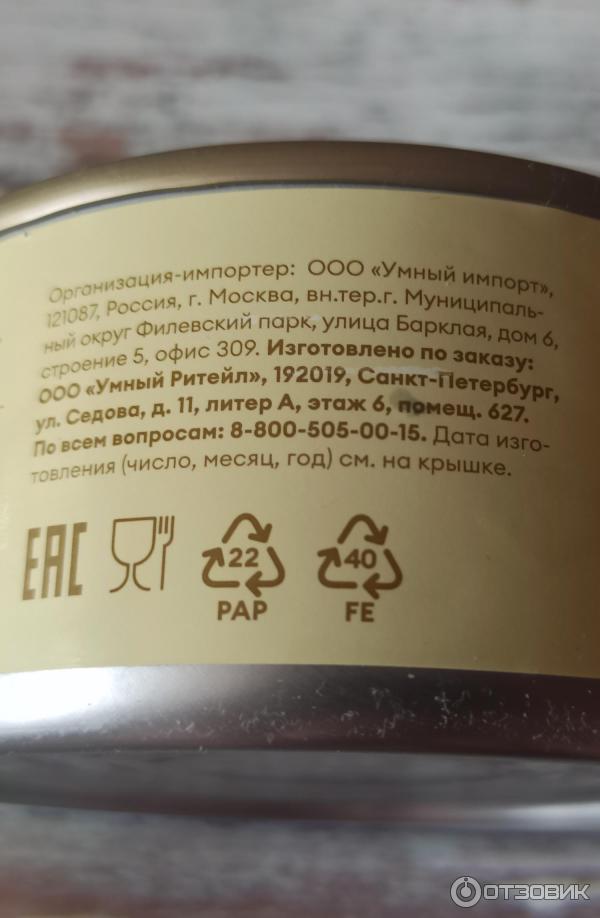 Организация-импортер: ООО «Умный импорт»,
121087, Россия, г. Москва, вн.тер.г. Муниципаль-
ный округ Филевский парк, улица Барклая, дом 6,
строение 5, офис 309. Изготовлено по заказу:
ООО «Умный Ритейл», 192019, Санкт-Петербург,
ул. Седова, д. 11, литер А, этаж 6, помещ. 627.
По всем вопросам: 8-800-505-00-15. Дата изго-
товления (число, месяц, год) см. на крышке.
EAC 22 40
PAP FE
ОТЗОВИК